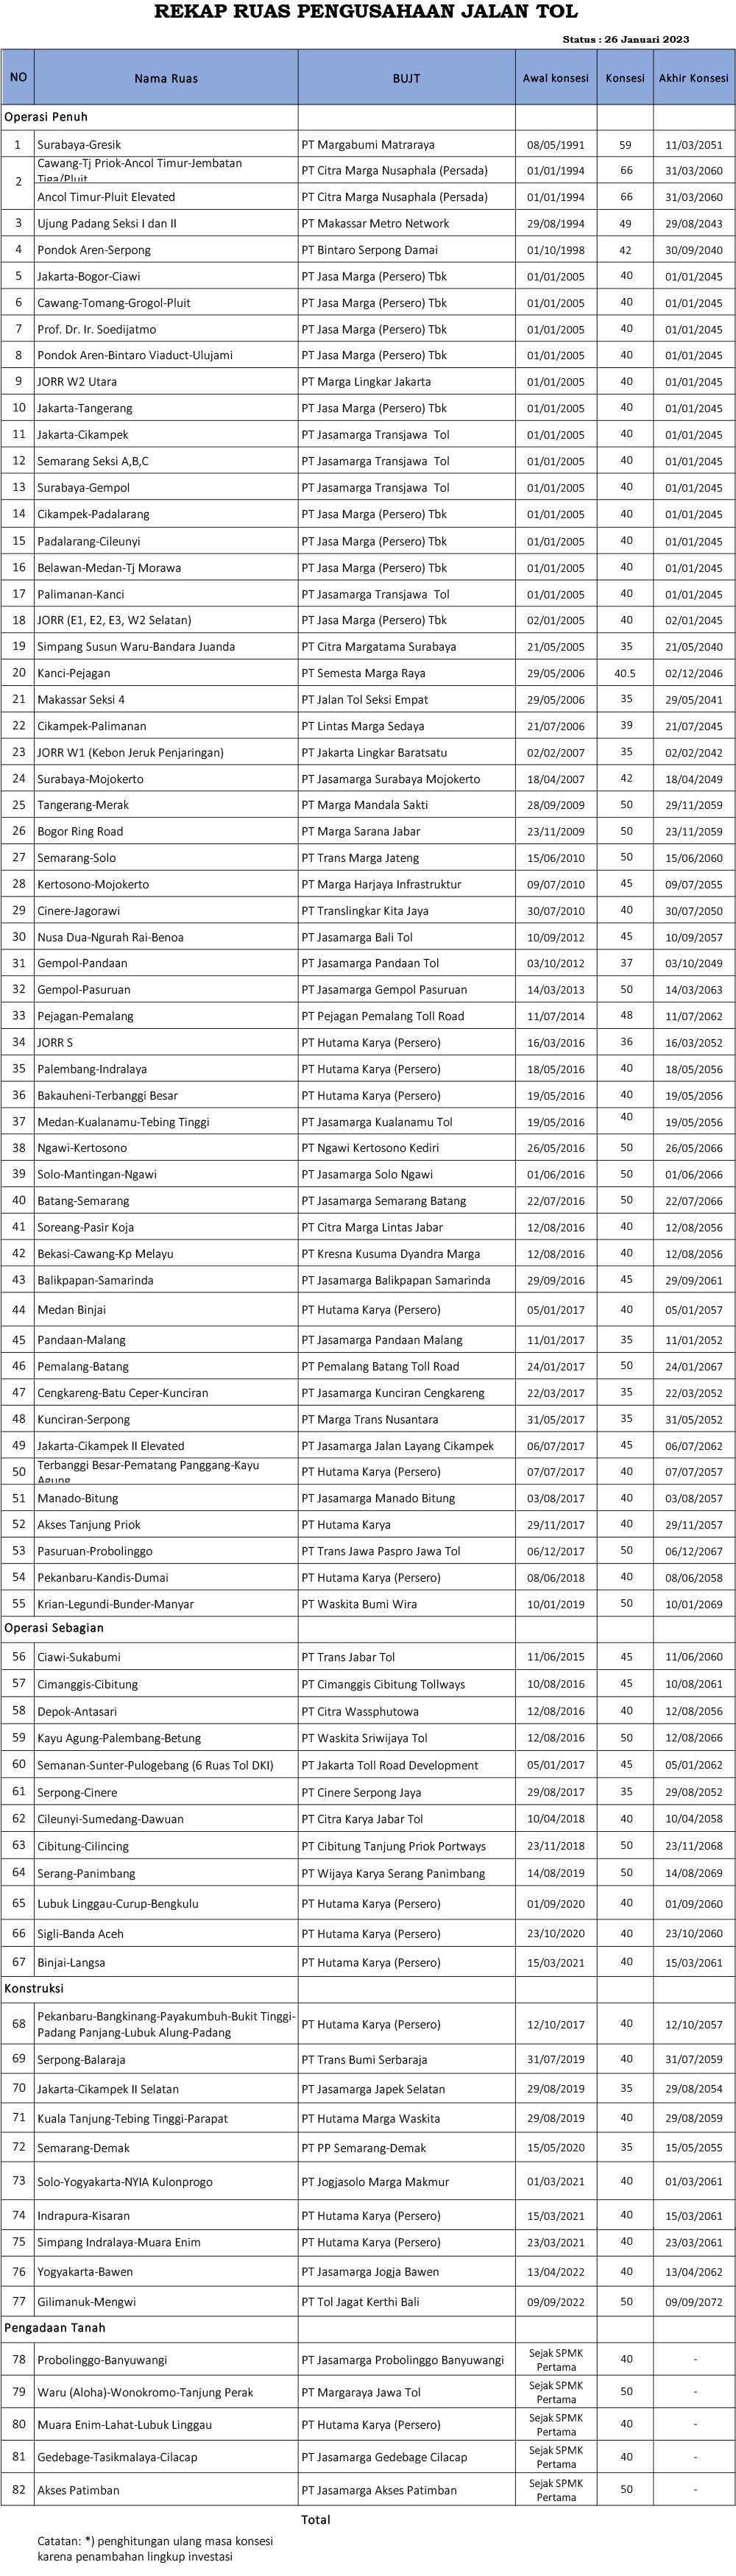 REKAP RUAS PENGUSAHAAN JALAN TOL
Status : 26 Januari 2023
NO Nama Ruas BUJT Awal konsesi Konsesi Akhir Konsesi
Operasi Penuh
1 Surabaya-Gresik PT Margabumi Matraraya 08/05/1991 59 11/03/2051
2 Cawang-Tj Priok-Ancol Timur-Jembatan
Tiga/Pluit PT Citra Marga Nusaphala (Persada) 01/01/1994 66 31/03/2060
Ancol Timur-Pluit Elevated PT Citra Marga Nusaphala (Persada) 01/01/1994 66 31/03/2060
3 Ujung Padang Seksi I dan II PT Makassar Metro Network 29/08/1994 49 29/08/2043
4 Pondok Aren-Serpong PT Bintaro Serpong Damai 01/10/1998 42 30/09/2040
5 Jakarta-Bogor-Ciawi PT Jasa Marga (Persero) Tbk 01/01/2005 40 01/01/2045
6 Cawang-Tomang-Grogol-Pluit PT Jasa Marga (Persero) Tbk 01/01/2005 40 01/01/2045
7 Prof. Dr. Ir. Soedijatmo PT Jasa Marga (Persero) Tbk 01/01/2005 40 01/01/2045
8 Pondok Aren-Bintaro Viaduct-Ulujami PT Jasa Marga (Persero) Tbk 01/01/2005 40 01/01/2045
9 JORR W2 Utara PT Marga Lingkar Jakarta 01/01/2005 40 01/01/2045
10 Jakarta-Tangerang PT Jasa Marga (Persero) Tbk 01/01/2005 40 01/01/2045
11 Jakarta-Cikampek PT Jasamarga Transjawa Tol 01/01/2005 40 01/01/2045
12 Semarang Seksi A,B,C PT Jasamarga Transjawa Tol 01/01/2005 40 01/01/2045
13 Surabaya-Gempol PT Jasamarga Transjawa Tol 01/01/2005 40 01/01/2045
14 Cikampek-Padalarang PT Jasa Marga (Persero) Tbk 01/01/2005 40 01/01/2045
15 Padalarang-Cileunyi PT Jasa Marga (Persero) Tbk 01/01/2005 40 01/01/2045
16 Belawan-Medan-Tj Morawa PT Jasa Marga (Persero) Tbk 01/01/2005 40 01/01/2045
17 Palimanan-Kanci PT Jasamarga Transjawa Tol 01/01/2005 40 01/01/2045
18 JORR (E1, E2, E3, W2 Selatan) PT Jasa Marga (Persero) Tbk 02/01/2005 40 02/01/2045
19 Simpang Susun Waru-Bandara Juanda PT Citra Margatama Surabaya 21/05/2005 35 21/05/2040
20 Kanci-Pejagan PT Semesta Marga Raya 29/05/2006 40.5 02/12/2046
21 Makassar Seksi 4 PT Jalan Tol Seksi Empat 29/05/2006 35 29/05/2041
22 Cikampek-Palimanan PT Lintas Marga Sedaya 21/07/2006 39 21/07/2045
23 JORR W1 (Kebon Jeruk Penjaringan) PT Jakarta Lingkar Baratsatu 02/02/2007 35 02/02/2042
24 Surabaya-Mojokerto PT Jasamarga Surabaya Mojokerto 18/04/2007 42 18/04/2049
25 Tangerang-Merak PT Marga Mandala Sakti 28/09/2009 50 29/11/2059
26 Bogor Ring Road PT Marga Sarana Jabar 23/11/2009 50 23/11/2059
27 Semarang-Solo PT Trans Marga Jateng 15/06/2010 50 15/06/2060
28 Kertosono-Mojokerto PT Marga Harjaya Infrastruktur 09/07/2010 45 09/07/2055
29 Cinere-Jagorawi PT Translingkar Kita Jaya 30/07/2010 40 30/07/2050
30 Nusa Dua-Ngurah Rai-Benoa PT Jasamarga Bali Tol 10/09/2012 45 10/09/2057
31 Gempol-Pandaan PT Jasamarga Pandaan Tol 03/10/2012 37 03/10/2049
32 Gempol-Pasuruan PT Jasamarga Gempol Pasuruan 14/03/2013 50 14/03/2063
33 Pejagan-Pemalang PT Pejagan Pemalang Toll Road 11/07/2014 48 11/07/2062
34 JORR S PT Hutama Karya (Persero) 16/03/2016 36 16/03/2052
35 Palembang-Indralaya PT Hutama Karya (Persero) 18/05/2016 40 18/05/2056
36 Bakauheni-Terbanggi Besar PT Hutama Karya (Persero) 19/05/2016 40 19/05/2056
37 Medan-Kualanamu-Tebing Tinggi PT Jasamarga Kualanamu Tol 19/05/2016 40 19/05/2056
38 Ngawi-Kertosono PT Ngawi Kertosono Kediri 26/05/2016 50 26/05/2066
39 Solo-Mantingan-Ngawi PT Jasamarga Solo Ngawi 01/06/2016 50 01/06/2066
40 Batang-Semarang PT Jasamarga Semarang Batang 22/07/2016 50 22/07/2066
41 Soreang-Pasir Koja PT Citra Marga Lintas Jabar 12/08/2016 40 12/08/2056
42 Bekasi-Cawang-Kp Melayu PT Kresna Kusuma Dyandra Marga 12/08/2016 40 12/08/2056
43 Balikpapan-Samarinda PT Jasamarga Balikpapan Samarinda 29/09/2016 45 29/09/2061
44 Medan Binjai PT Hutama Karya (Persero) 05/01/2017 40 05/01/2057
45 Pandaan-Malang PT Jasamarga Pandaan Malang 11/01/2017 35 11/01/2052
46 Pemalang-Batang PT Pemalang Batang Toll Road 24/01/2017 50 24/01/2067
47 Cengkareng-Batu Ceper-Kunciran PT Jasamarga Kunciran Cengkareng 22/03/2017 35 22/03/2052
48 Kunciran-Serpong PT Marga Trans Nusantara 31/05/2017 35 31/05/2052
49 Jakarta-Cikampek II Elevated PT Jasamarga Jalan Layang Cikampek 06/07/2017 45 06/07/2062
50 Terbanggi Besar-Pematang Panggang-Kayu
Agung PT Hutama Karya (Persero) 07/07/2017 40 07/07/2057
51 Manado-Bitung PT Jasamarga Manado Bitung 03/08/2017 40 03/08/2057
52 Akses Tanjung Priok PT Hutama Karya 29/11/2017 40 29/11/2057
53 Pasuruan-Probolinggo PT Trans Jawa Paspro Jawa Tol 06/12/2017 50 06/12/2067
54 Pekanbaru-Kandis-Dumai PT Hutama Karya (Persero) 08/06/2018 40 08/06/2058
55 Krian-Legundi-Bunder-Manyar PT Waskita Bumi Wira 10/01/2019 50 10/01/2069
Operasi Sebagian
56 Ciawi-Sukabumi PT Trans Jabar Tol 11/06/2015 45 11/06/2060
57 Cimanggis-Cibitung PT Cimanggis Cibitung Tollways 10/08/2016 45 10/08/2061
58 Depok-Antasari PT Citra Wassphutowa 12/08/2016 40 12/08/2056
59 Kayu Agung-Palembang-Betung PT Waskita Sriwijaya Tol 12/08/2016 50 12/08/2066
60 Semanan-Sunter-Pulogebang (6 Ruas Tol DKI) PT Jakarta Toll Road Development 05/01/2017 45 05/01/2062
61 Serpong-Cinere PT Cinere Serpong Jaya 29/08/2017 35 29/08/2052
62 Cileunyi-Sumedang-Dawuan PT Citra Karya Jabar Tol 10/04/2018 40 10/04/2058
63 Cibitung-Cilincing PT Cibitung Tanjung Priok Portways 23/11/2018 50 23/11/2068
64 Serang-Panimbang PT Wijaya Karya Serang Panimbang 14/08/2019 50 14/08/2069
65 Lubuk Linggau-Curup-Bengkulu PT Hutama Karya (Persero) 01/09/2020 40 01/09/2060
66 Sigli-Banda Aceh PT Hutama Karya (Persero) 23/10/2020 40 23/10/2060
67 Binjai-Langsa PT Hutama Karya (Persero) 15/03/2021 40 15/03/2061
Konstruksi
68 Pekanbaru-Bangkinang-Payakumbuh-Bukit Tinggi-
Padang Panjang-Lubuk Alung-Padang PT Hutama Karya (Persero) 12/10/2017 40 12/10/2057
69 Serpong-Balaraja PT Trans Bumi Serbaraja 31/07/2019 40 31/07/2059
70 Jakarta-Cikampek II Selatan PT Jasamarga Japek Selatan 29/08/2019 35 29/08/2054
71 Kuala Tanjung-Tebing Tinggi-Parapat PT Hutama Marga Waskita 29/08/2019 40 29/08/2059
72 Semarang-Demak PT PP Semarang-Demak 15/05/2020 35 15/05/2055
73 Solo-Yogyakarta-NYIA Kulonprogo PT Jogjasolo Marga Makmur 01/03/2021 40 01/03/2061
74 Indrapura-Kisaran PT Hutama Karya (Persero) 15/03/2021 40 15/03/2061
75 Simpang Indralaya-Muara Enim PT Hutama Karya (Persero) 23/03/2021 40 23/03/2061
76 Yogyakarta-Bawen PT Jasamarga Jogja Bawen 13/04/2022 40 13/04/2062
77 Gilimanuk-Mengwi PT Tol Jagat Kerthi Bali 09/09/2022 50 09/09/2072
Pengadaan Tanah
78 Probolinggo-Banyuwangi PT Jasamarga Probolinggo Banyuwangi Sejak SPMK
Pertama 40 -
79 Waru (Aloha)-Wonokromo-Tanjung Perak PT Margaraya Jawa Tol Sejak SPMK
Pertama 50 -
80 Muara Enim-Lahat-Lubuk Linggau PT Hutama Karya (Persero) Sejak SPMK
Pertama 40 -
81 Gedebage-Tasikmalaya-Cilacap PT Jasamarga Gedebage Cilacap Sejak SPMK
Pertama 40 -
82 Akses Patimban PT Jasamarga Akses Patimban Sejak SPMK
Pertama 50 -
Total
Catatan: *) penghitungan ulang masa konsesi
karena penambahan lingkup investasi